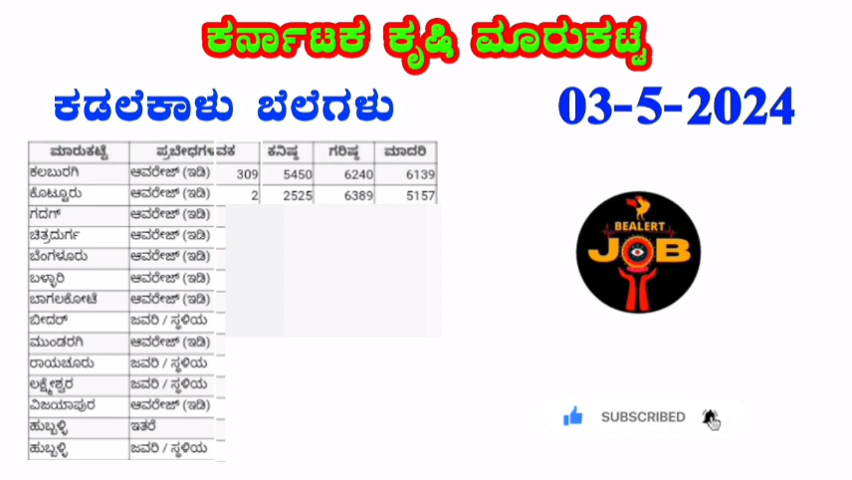 ಕರ್ನಾಟಕ ಕೃಷಿ ಮಾರುಕಟ್ಟೆ
ಕಡಲೆಕಾಳು ಬೆಲೆಗಳು 03-5-2024
ಮಾರುಕಟ್ಟೆ ಪ್ರಬೇಧಗಳ ವಕ ಕನಿಷ್ಠ ಗರಿಷ್ಠ ಮಾದರಿ
ಕಲಬುರಗಿ ಆವರೇಜ್ (ಇಡಿ) 309 5450 6240 6139
ಕೊಟ್ಟೂರು ಆವರೇಜ್ (ಇಡಿ) 2 2525 6389 5157
ಗದಗ್ ಆವರೇಜ್ (ಇಡಿ)
ಚಿತ್ರದುರ್ಗ ಆವರೇಜ್ (ಇಡಿ)
ಬೆಂಗಳೂರು ಆವರೇಜ್ (ಇಡಿ)
ಬಳ್ಳಾರಿ ಆವರೇಜ್ (ಇಡಿ)
ಬಾಗಲಕೋಟೆ ಆವರೇಜ್ (ಇಡಿ)
ಬೀದರ್ ಜವರಿ / ಸ್ಥಳಿಯ
ಮುಂಡರಗಿ ಆವರೇಜ್ (ಇಡಿ)
ರಾಯಚೂರು ಜವರಿ / ಸ್ಥಳಿಯ
ಲಕ್ಷ್ಮೇಶ್ವರ ಜವರಿ / ಸ್ಥಳಿಯ
ವಿಜಯಾಪುರ ಆವರೇಜ್ (ಇಡಿ)
ಹುಬ್ಬಳ್ಳಿ ಇತರೆ
ಹುಬ್ಬಳ್ಳಿ ಜವರಿ / ಸ್ಥಳಿಯ
BEALERT
JOB
SUBSCRIBED